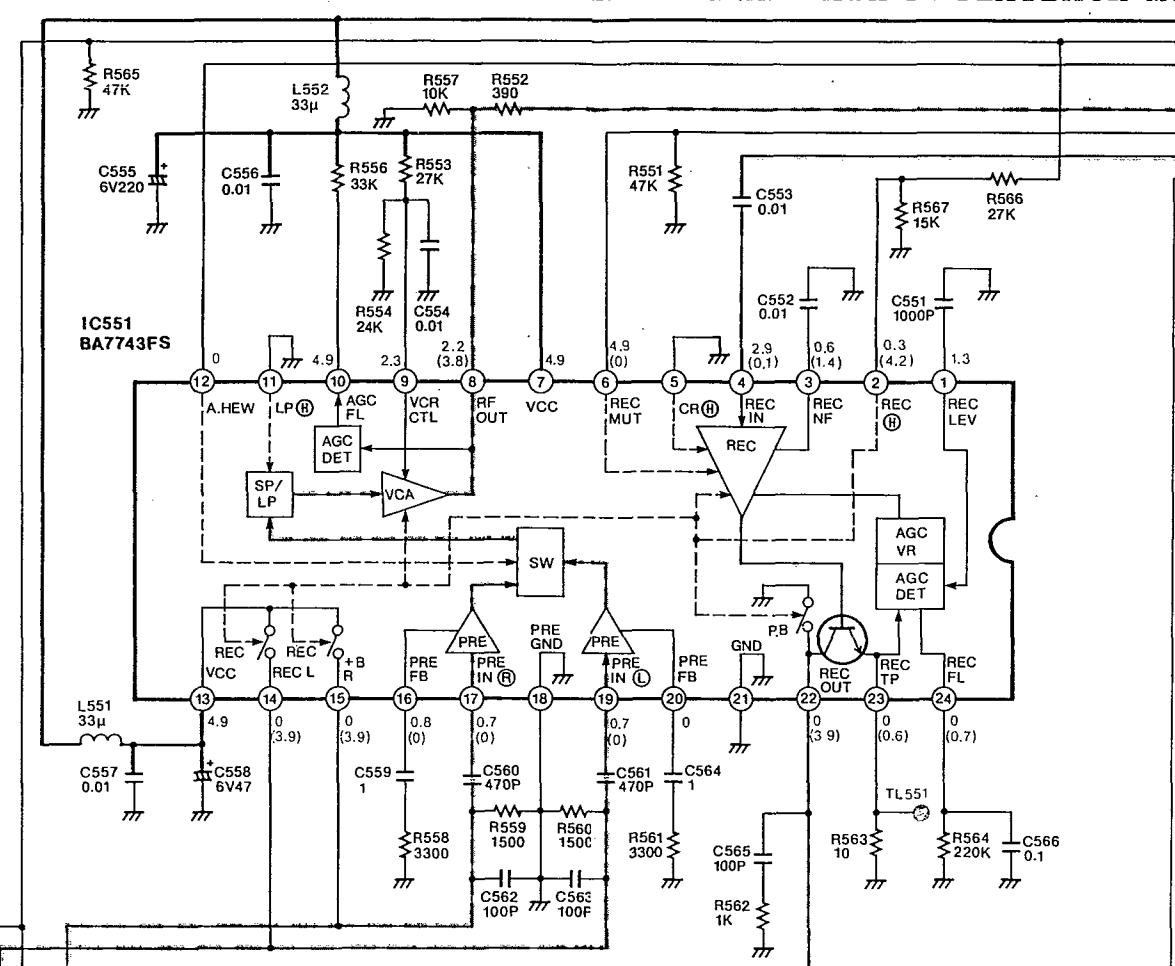 R565
47K
L552
33µ
R557
10K
R552
390
C555
6V220
+
C556
0.01
R556
33K
R553
27K
R551
47K
C553
0.01
R567
15K
R566
27K
R554
24K
C554
0.01
C552
0.01
C551
1000P
IC551
BA7743FS
0
4.9
2.3
2.2
(3.8)
4.9
4.9
(0)
2.9
(0.1)
0.6
(1.4)
0.3
(4.2)
1.3
12
11
10
9
8
7
6
5
4
3
2
1
A.HEW
LP H
AGC
FL
VCR
CTL
RF
OUT
VCC
REC
MUT
CR H
REC
IN
REC
NF
REC
H
REC
LEV
AGC
DET
REC
SP/
LP
VCA
SW
AGC
VR
AGC
DET
PRE
PRE
P.B
REC
VCC
REC
REC L
+B
R
PRE
FB
PRE
IN R
PRE
GND
PRE
IN L
PRE
FB
GND
REC
OUT
REC
TP
REC
FL
13
14
15
16
17
18
19
20
21
22
23
24
4.9
0
(3.9)
0
(3.9)
0.8
(0)
0.7
(0)
0.7
(0)
0
0
(3 9)
0
(0.6)
0
(0.7)
L551
33µ
C557
0.01
+
C558
6V47
C559
1
C560
470P
C561
470P
C564
1
R558
3300
R559
1500
R560
1500
R561
3300
C562
100P
C563
100P
C565
100P
R562
1K
TL551
R563
10
R564
220K
C566
0.1